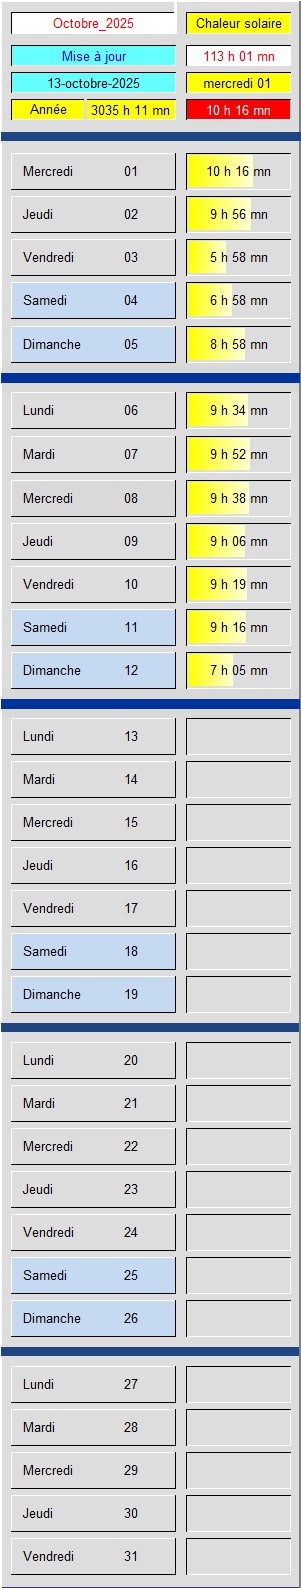 Octobre_2025 Chaleur solaire
Mise à jour 113 h 01 mn
13-octobre-2025 mercredi 01
Année 3035 h 11 mn 10 h 16 mn
Mercredi 01 10 h 16 mn
Jeudi 02 9 h 56 mn
Vendredi 03 5 h 58 mn
Samedi 04 6 h 58 mn
Dimanche 05 8 h 58 mn
Lundi 06 9 h 34 mn
Mardi 07 9 h 52 mn
Mercredi 08 9 h 38 mn
Jeudi 09 9 h 06 mn
Vendredi 10 9 h 19 mn
Samedi 11 9 h 16 mn
Dimanche 12 7 h 05 mn
Lundi 13
Mardi 14
Mercredi 15
Jeudi 16
Vendredi 17
Samedi 18
Dimanche 19
Lundi 20
Mardi 21
Mercredi 22
Jeudi 23
Vendredi 24
Samedi 25
Dimanche 26
Lundi 27
Mardi 28
Mercredi 29
Jeudi 30
Vendredi 31